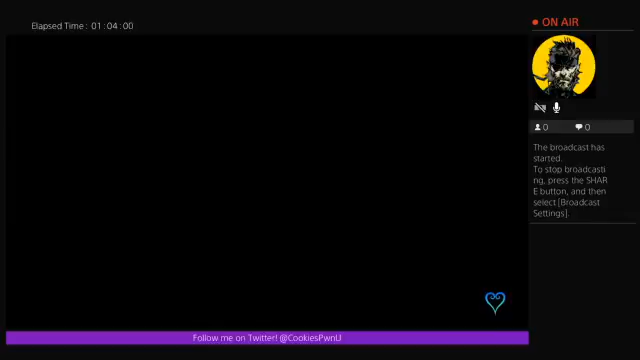 Elapsed Time : 01 : 04 : 00
ON AIR
0
0
The broadcast has
started.
To stop broadcasti
ng, press the SHAR
E button, and then
select [Broadcast
Settings].
Follow me on Twitter! @CookiesPwnU